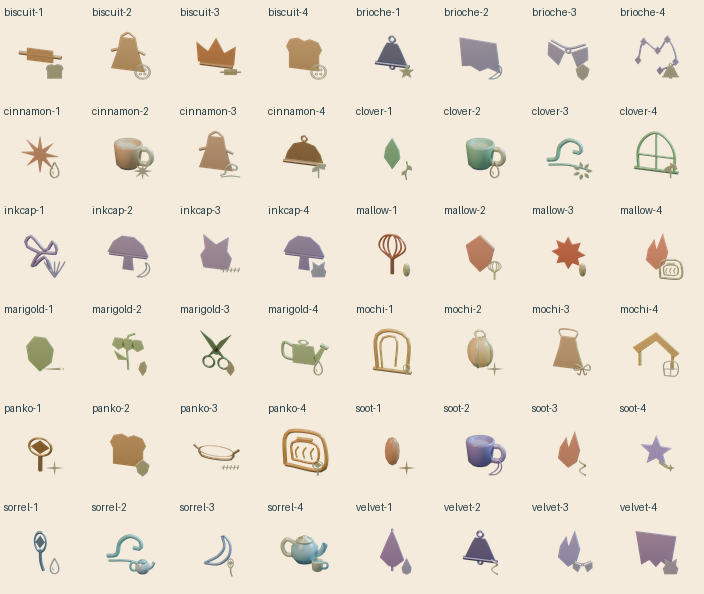 biscuit-1 biscuit-2 biscuit-3 biscuit-4 brioche-1 brioche-2 brioche-3 brioche-4
cinnamon-1 cinnamon-2 cinnamon-3 cinnamon-4 clover-1 clover-2 clover-3 clover-4
inkcap-1 inkcap-2 inkcap-3 inkcap-4 mallow-1 mallow-2 mallow-3 mallow-4
marigold-1 marigold-2 marigold-3 marigold-4 mochi-1 mochi-2 mochi-3 mochi-4
panko-1 panko-2 panko-3 panko-4 soot-1 soot-2 soot-3 soot-4
sorrel-1 sorrel-2 sorrel-3 sorrel-4 velvet-1 velvet-2 velvet-3 velvet-4